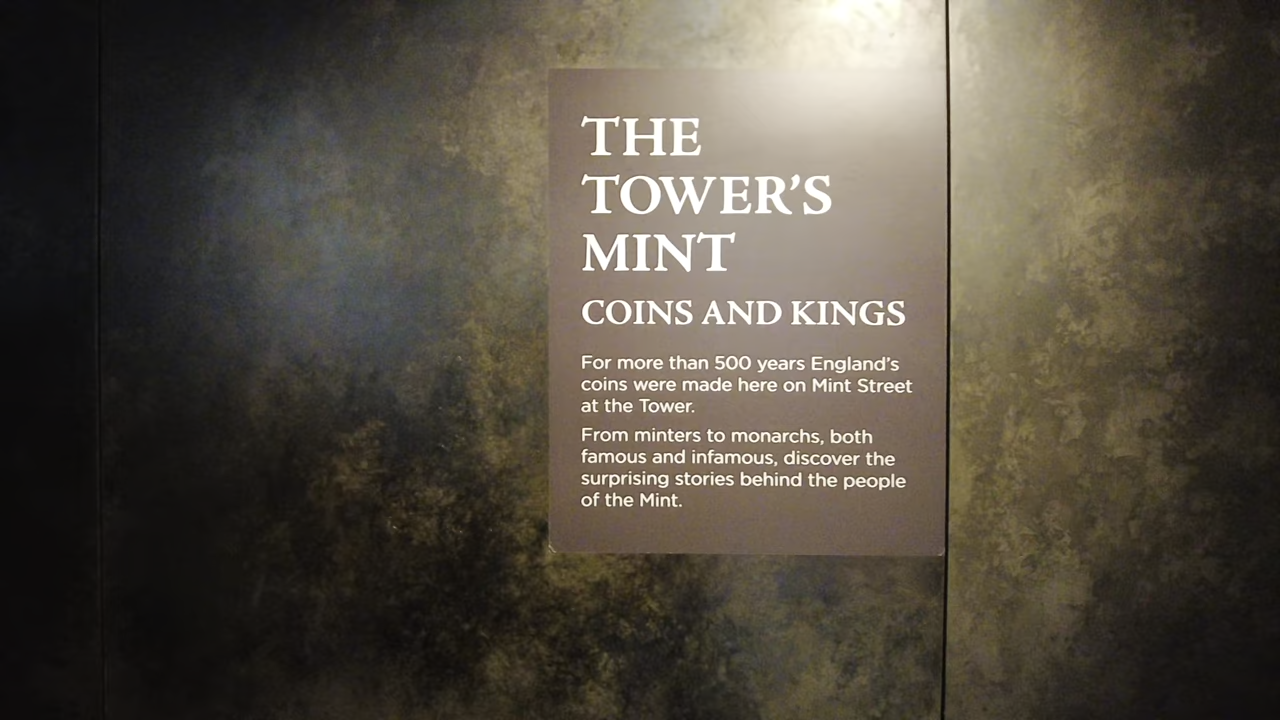 THE
TOWER'S
MINT
COINS AND KINGS
For more than 500 years England's
coins were made here on Mint Street
at the Tower.
From minters to monarchs, both
famous and infamous, discover the
surprising stories behind the people
of the Mint.